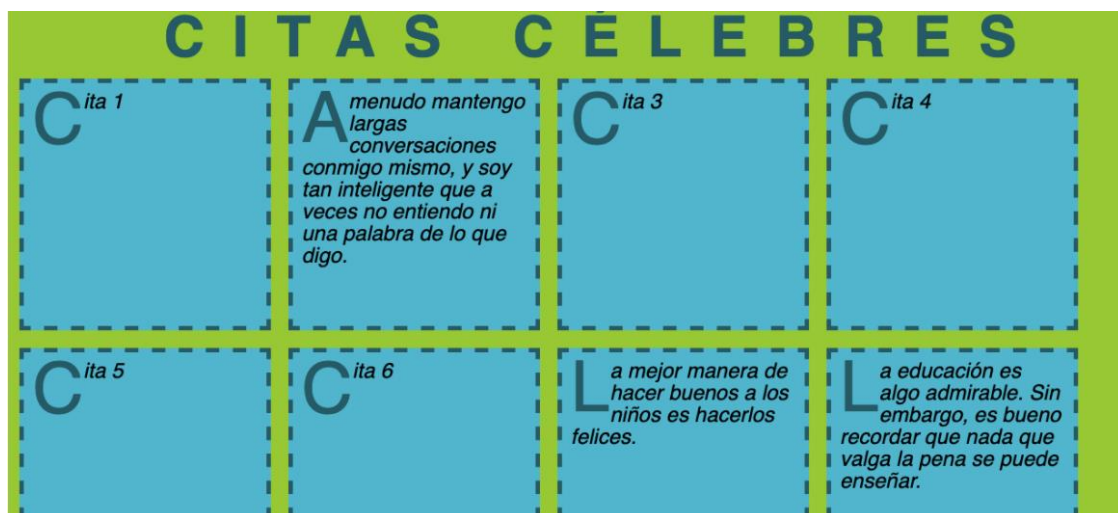 CITAS CÉLEBRES
Cita 1
A menudo mantengo
largas
conversaciones
conmigo mismo, y soy
tan inteligente que a
veces no entiendo ni
una palabra de lo que
digo.
Cita 3
Cita 4
Cita 5
Cita 6
La mejor manera de
hacer buenos a los
niños es hacerlos
felices.
La educación es
algo admirable. Sin
embargo, es bueno
recordar que nada que
valga la pena se puede
enseñar.